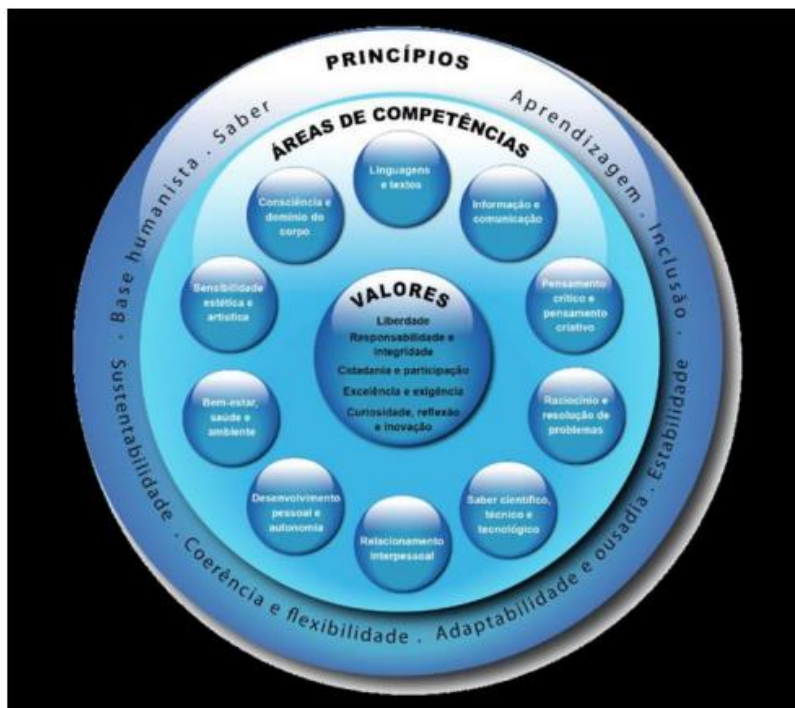 PRINCÍPIOS
Base humanista . Saber
Aprendizagem . Inclusão .
Estabilidade
Adaptabilidade e ousadia .
Coerência e flexibilidade .
Sustentabilidade .
ÁREAS DE COMPETÊNCIAS
Linguagens
e textos
Informação e
comunicação
Pensamento
crítico e
pensamento
criativo
Raciocínio e
resolução de
problemas
Saber científico,
técnico e
tecnológico
Relacionamento
interpessoal
Desenvolvimento
pessoal e
autonomia
Bem-estar,
saúde e
ambiente
Sensibilidade
estética e
artística
Consciência e
domínio do
corpo
VALORES
Liberdade
Responsabilidade e
integridade
Cidadania e participação
Excelência e exigência
Curiosidade, reflexão
e inovação